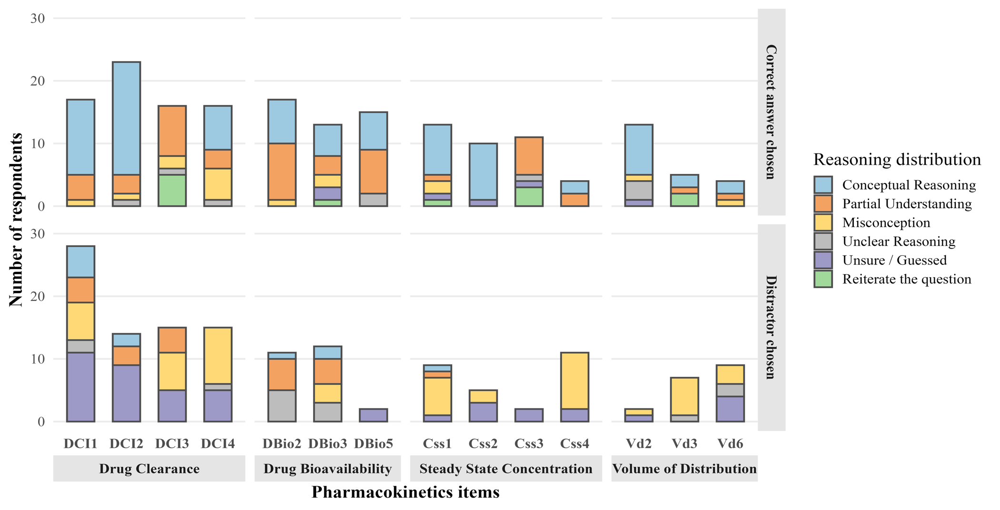 Number of respondents
30
20
10
0
Correct answer chosen
30
20
10
0
Distractor chosen
DCI1 DCI2 DCI3 DCI4 DBio2 DBio3 DBio5 Css1 Css2 Css3 Css4 Vd2 Vd3 Vd6
Drug Clearance Drug Bioavailability Steady State Concentration Volume of Distribution
Pharmacokinetics items
Reasoning distribution
Conceptual Reasoning
Partial Understanding
Misconception
Unclear Reasoning
Unsure / Guessed
Reiterate the question